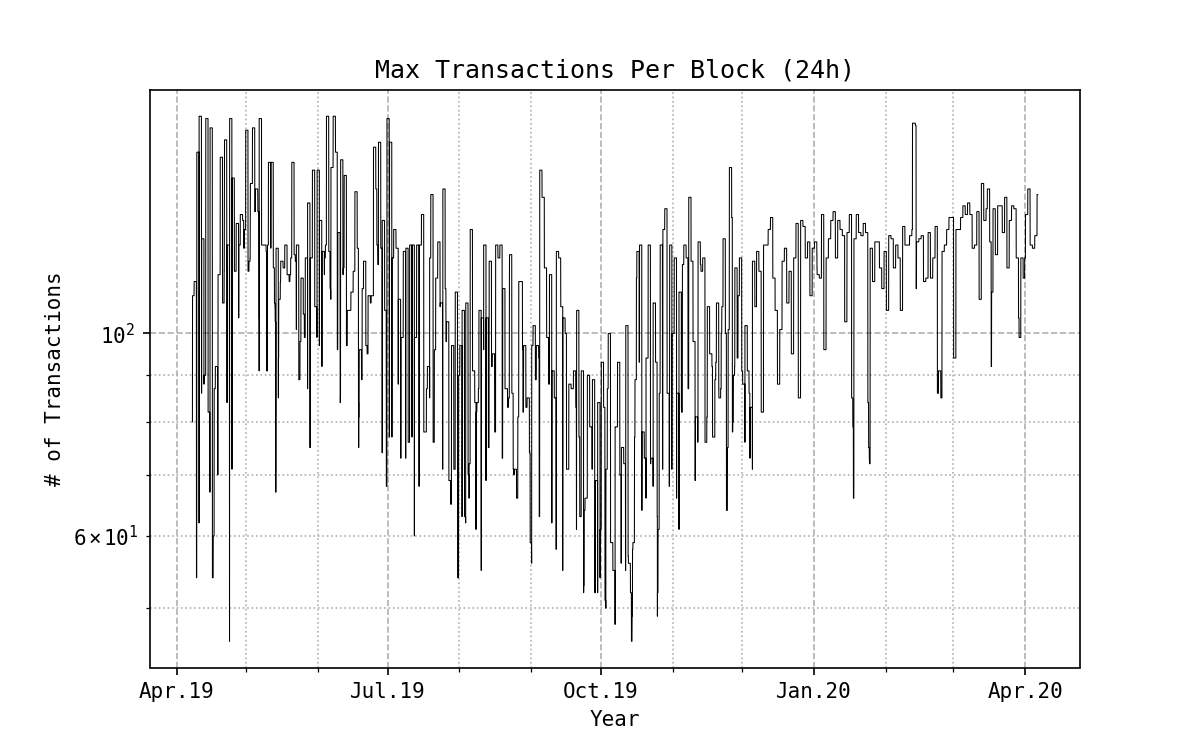 Max Transactions Per Block (24h)
# of Transactions
10²
6×10¹
Apr.19 Jul.19 Oct.19 Jan.20 Apr.20
Year